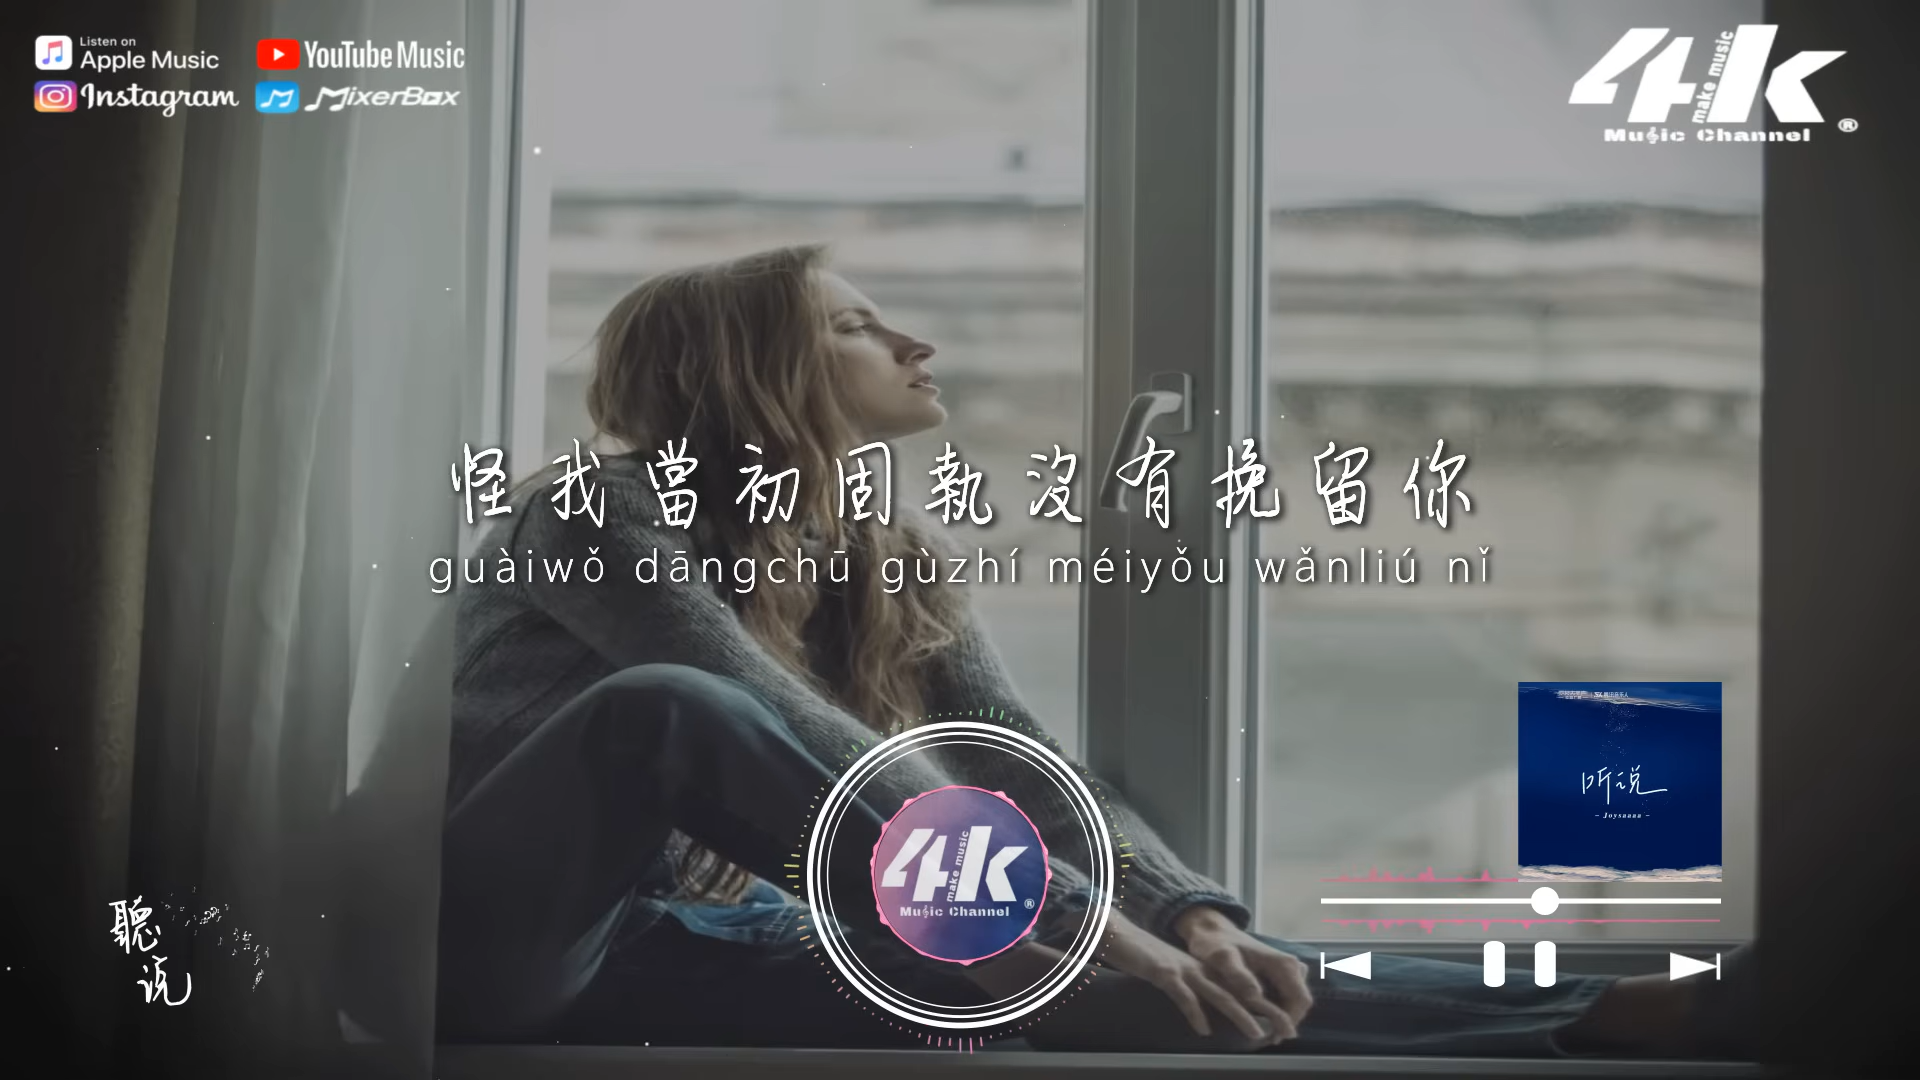 Listen on
Apple Music
YouTube Music
Instagram
MixerBox
4k
make music
Music Channel ®
怪我當初固執沒有挽留你
guàiwǒ dāngchū gùzhí méiyǒu wǎnliú nǐ
听说
- Joysaaaa -
4k
make music
Music Channel ®
聽說